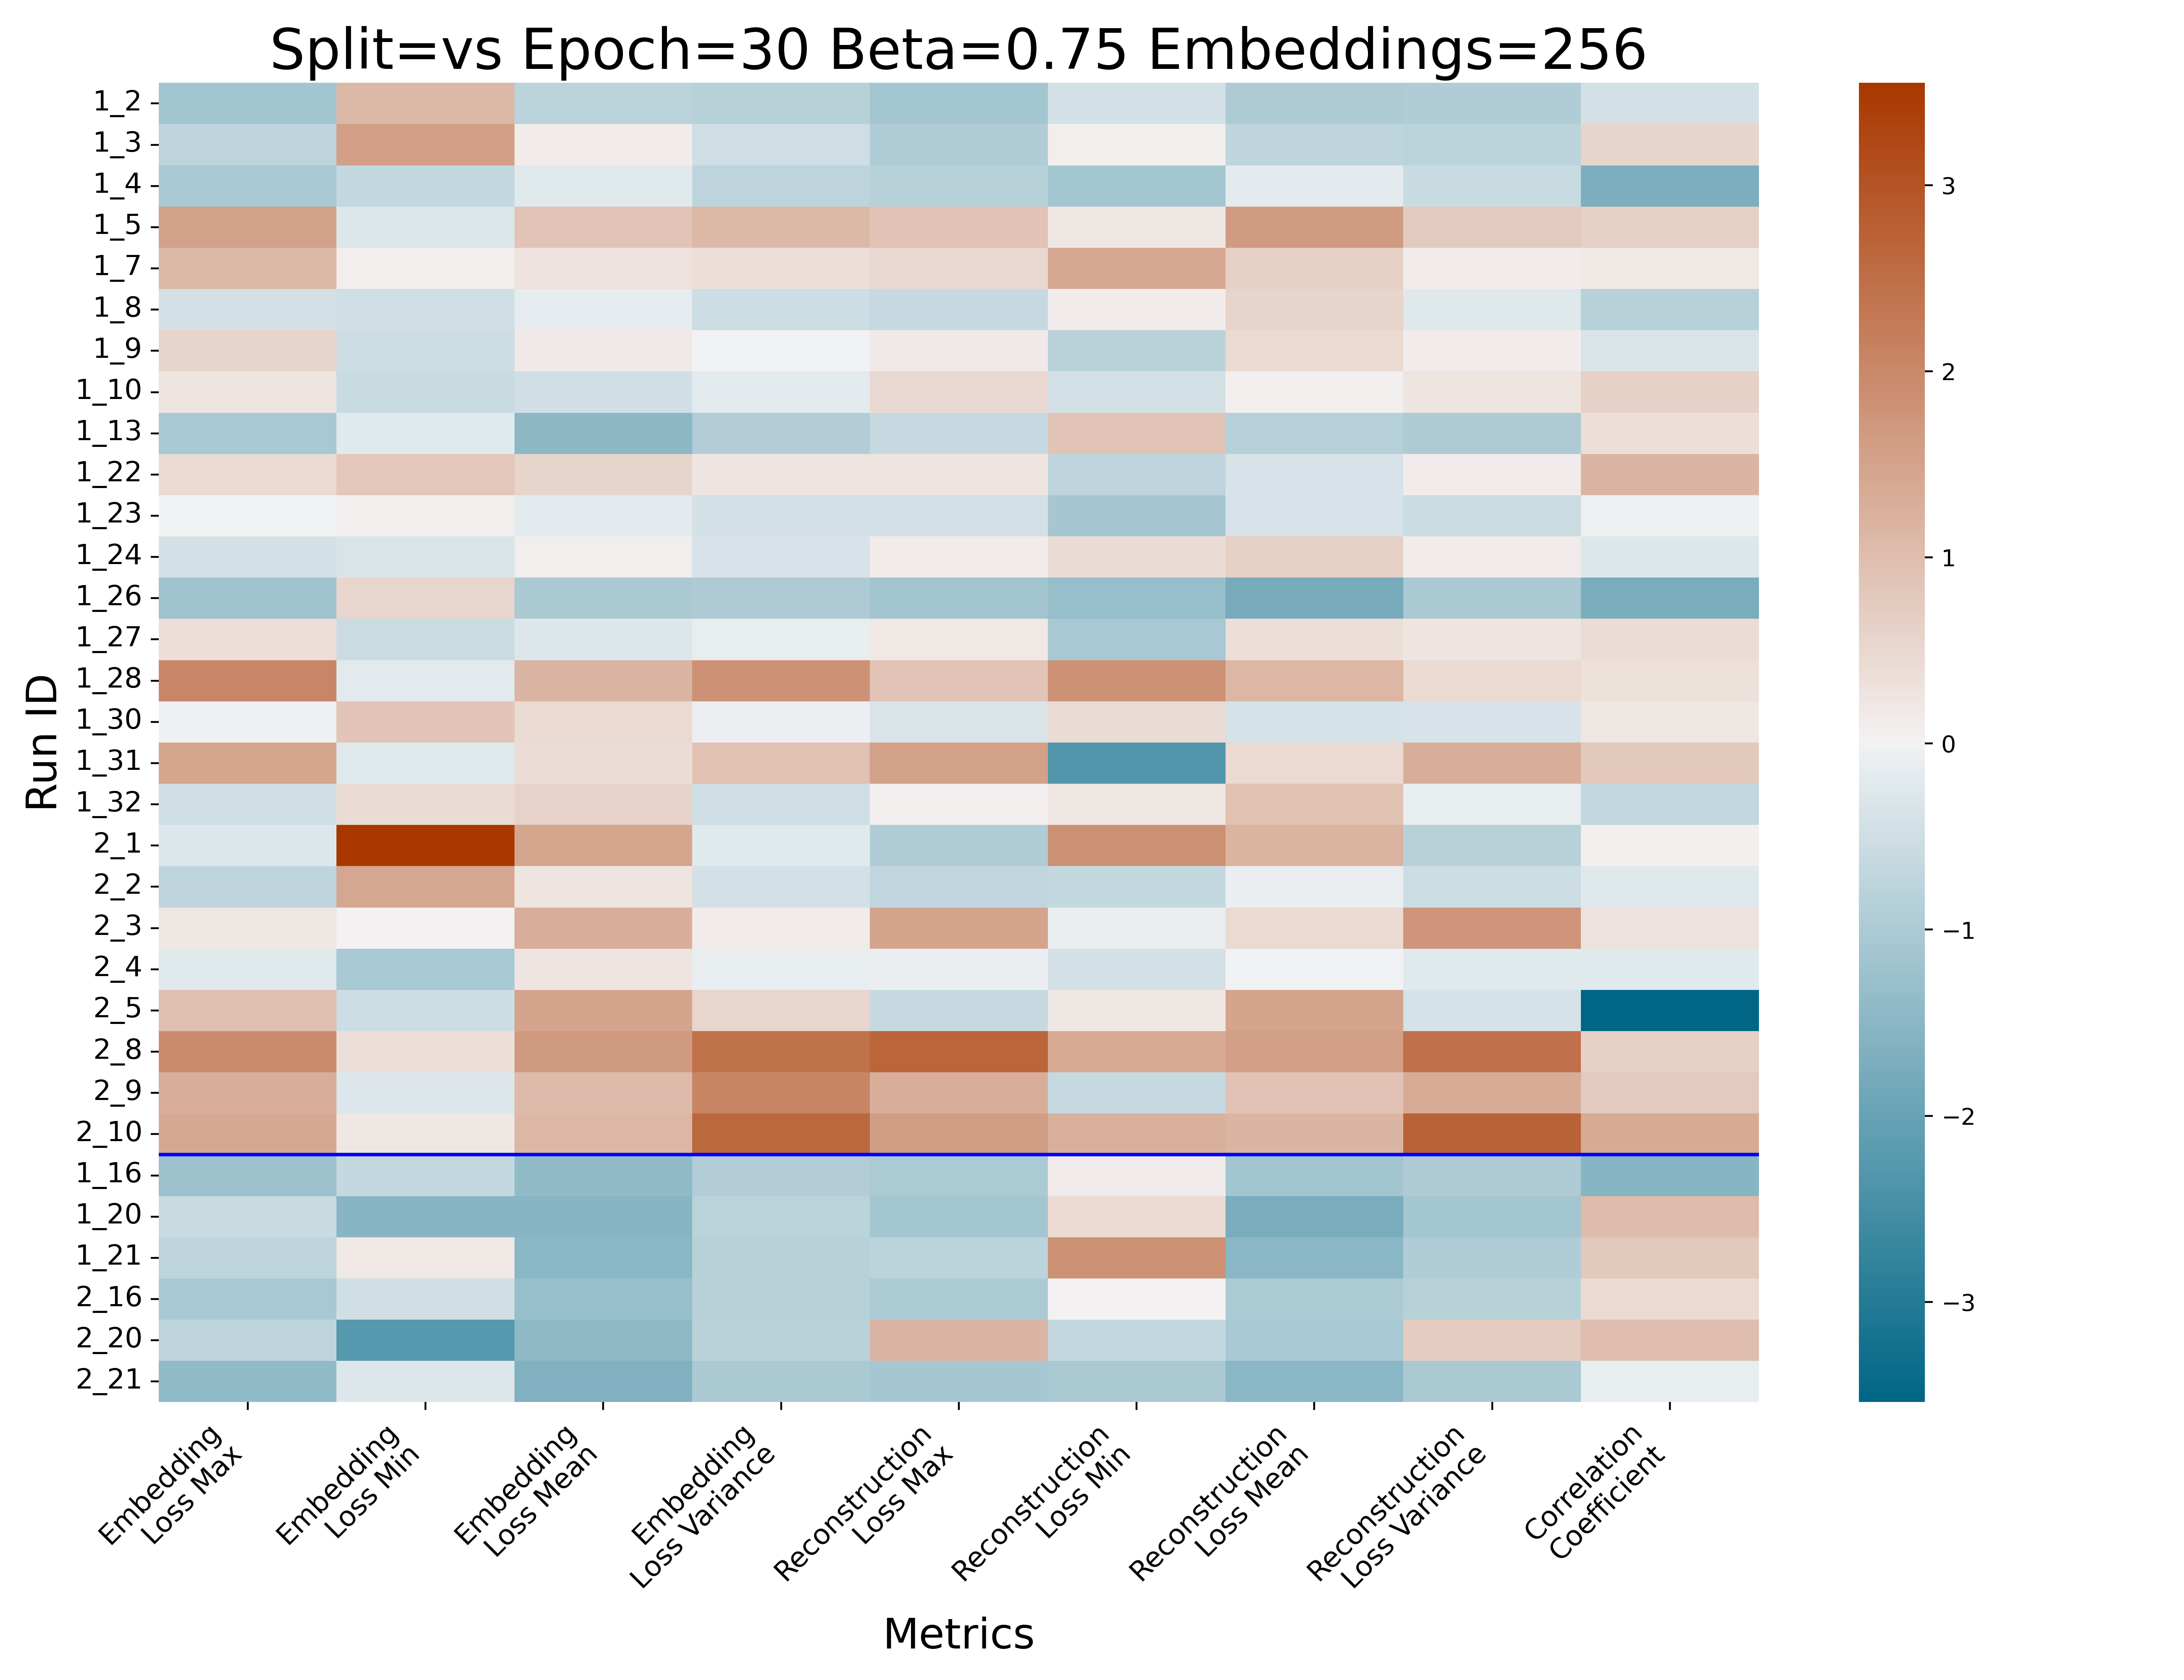 Split=vs Epoch=30 Beta=0.75 Embeddings=256
Run ID
1_2
1_3
1_4
1_5
1_7
1_8
1_9
1_10
1_13
1_22
1_23
1_24
1_26
1_27
1_28
1_30
1_31
1_32
2_1
2_2
2_3
2_4
2_5
2_8
2_9
2_10
1_16
1_20
1_21
2_16
2_20
2_21
Embedding
Loss Max
Embedding
Loss Min
Embedding
Loss Mean
Embedding
Loss Variance
Reconstruction
Loss Max
Reconstruction
Loss Min
Reconstruction
Loss Mean
Reconstruction
Loss Variance
Correlation
Coefficient
Metrics
3
2
1
0
−1
−2
−3